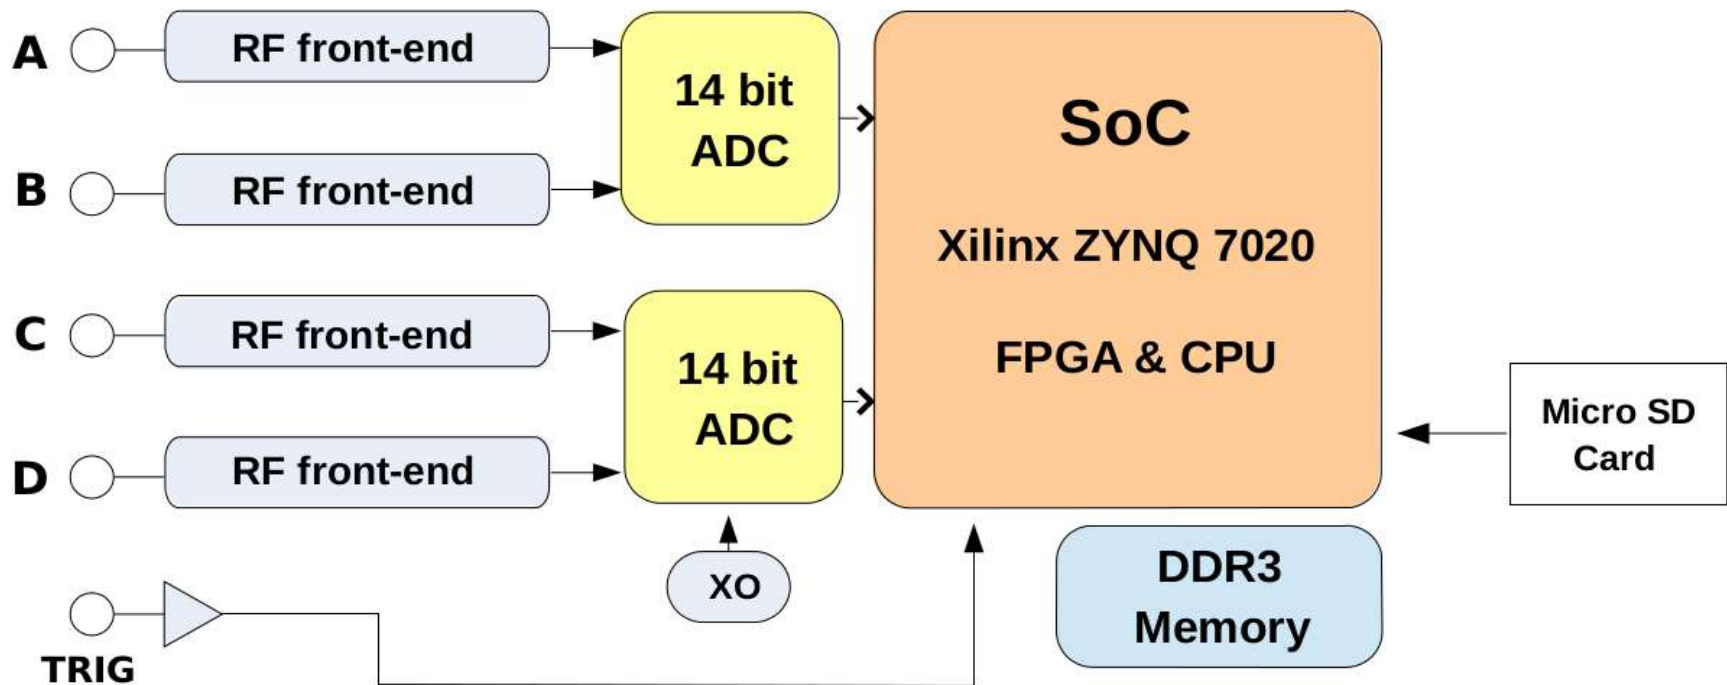 A
RF front-end
B
RF front-end
14 bit
ADC
C
RF front-end
D
RF front-end
14 bit
ADC
XO
TRIG
SoC
Xilinx ZYNQ 7020
FPGA & CPU
Micro SD
Card
DDR3
Memory